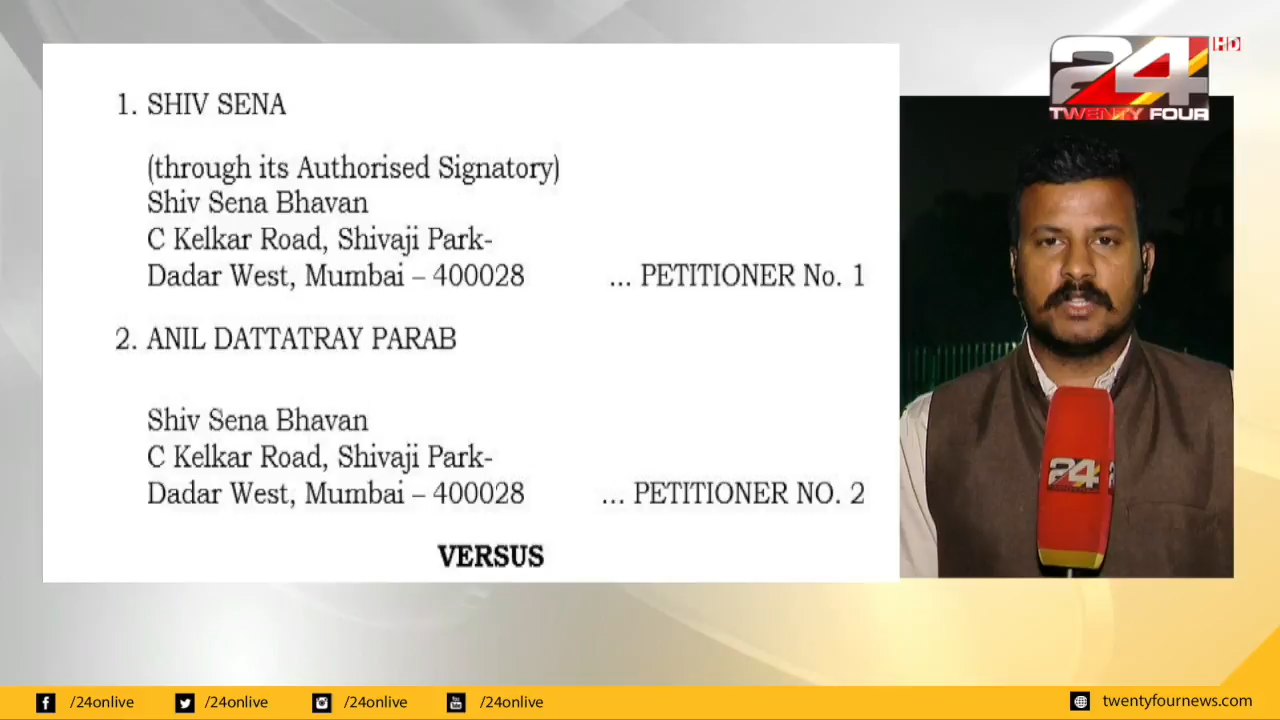 1. SHIV SENA
(through its Authorised Signatory)
Shiv Sena Bhavan
C Kelkar Road, Shivaji Park-
Dadar West, Mumbai – 400028 ... PETITIONER No. 1
2. ANIL DATTATRAY PARAB
Shiv Sena Bhavan
C Kelkar Road, Shivaji Park-
Dadar West, Mumbai – 400028 ... PETITIONER NO. 2
VERSUS
24 HD
TWENTY FOUR
24
/24onlive /24onlive /24onlive You Tube /24onlive twentyfournews.com